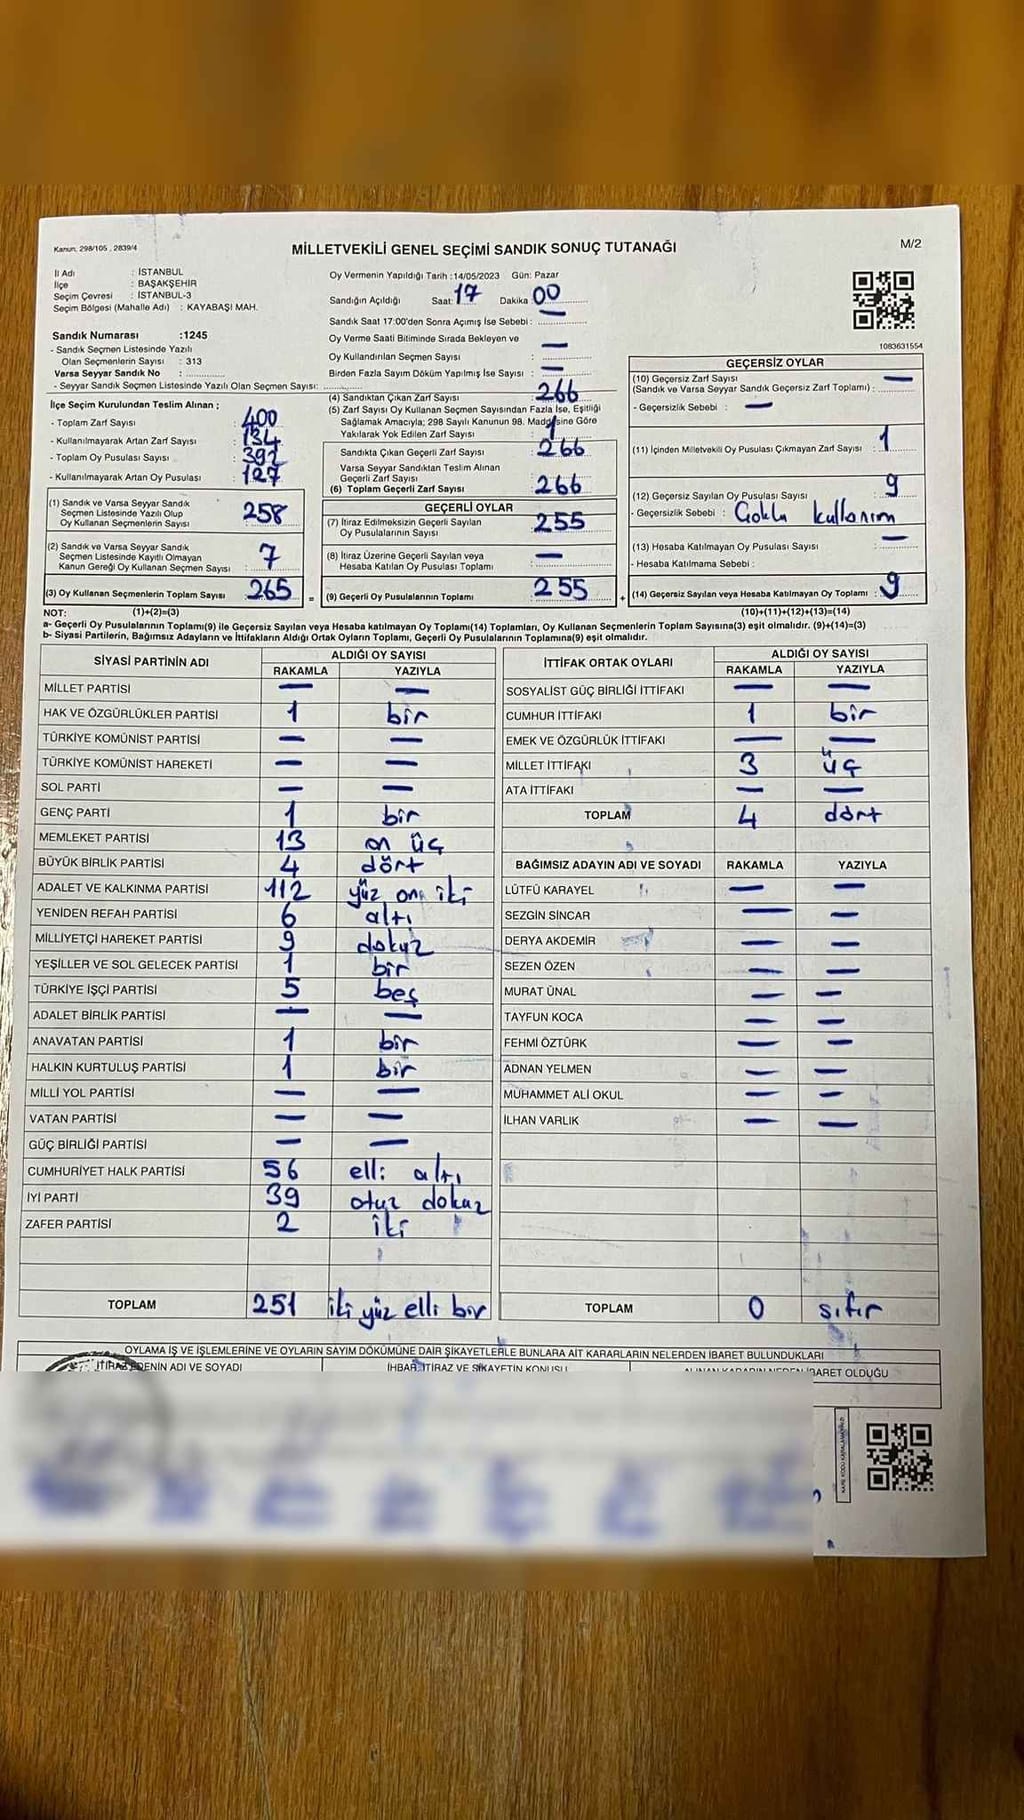 Kanun, 298/105 , 2839/4
MİLLETVEKİLİ GENEL SEÇİMİ SANDIK SONUÇ TUTANAĞI
M/2
İl Adı : İSTANBUL
İlçe : BAŞAKŞEHİR
Seçim Çevresi : İSTANBUL-3
Seçim Bölgesi (Mahalle Adı) : KAYABAŞI MAH.
Oy Vermenin Yapıldığı Tarih :14/05/2023 Gün: Pazar
Sandığın Açıldığı Saat: 17 Dakika 00
Sandık Saat 17:00'den Sonra Açımış İse Sebebi : —
Oy Verme Saati Bitiminde Sırada Bekleyen ve
Oy Kullandırılan Seçmen Sayısı : —
Birden Fazla Sayım Döküm Yapılmış İse Sayısı : —
1083631554
Sandık Numarası :1245
- Sandık Seçmen Listesinde Yazılı
Olan Seçmenlerin Sayısı : 313
Varsa Seyyar Sandık No :
- Seyyar Sandık Seçmen Listesinde Yazılı Olan Seçmen Sayısı:
İlçe Seçim Kurulundan Teslim Alınan ;
- Toplam Zarf Sayısı : 400
- Kullanılmayarak Artan Zarf Sayısı : 134
- Toplam Oy Pusulası Sayısı : 392
- Kullanılmayarak Artan Oy Pusulası : 127
(1) Sandık ve Varsa Seyyar Sandık
Seçmen Listesinde Yazılı Olup
Oy Kullanan Seçmenlerin Sayısı : 258
(2) Sandık ve Varsa Seyyar Sandık
Seçmen Listesinde Kayıtlı Olmayan
Kanun Gereği Oy Kullanan Seçmen Sayısı : 7
(3) Oy Kullanan Seçmenlerin Toplam Sayısı : 265
(4) Sandıktan Çıkan Zarf Sayısı : 266
(5) Zarf Sayısı Oy Kullanan Seçmen Sayısından Fazla İse, Eşitliği
Sağlamak Amacıyla; 298 Sayılı Kanunun 98. Maddesine Göre
Yakılarak Yok Edilen Zarf Sayısı : 1
Sandıkta Çıkan Geçerli Zarf Sayısı : 266
Varsa Seyyar Sandıktan Teslim Alınan
Geçerli Zarf Sayısı
(6) Toplam Geçerli Zarf Sayısı : 266
GEÇERLİ OYLAR
(7) İtiraz Edilmeksizin Geçerli Sayılan
Oy Pusulalarının Sayısı : 255
(8) İtiraz Üzerine Geçerli Sayılan veya
Hesaba Katılan Oy Pusulası Toplamı : —
= (9) Geçerli Oy Pusulalarının Toplamı : 255 +
GEÇERSİZ OYLAR
(10) Geçersiz Zarf Sayısı
(Sandık ve Varsa Seyyar Sandık Geçersiz Zarf Toplamı) : —
- Geçersizlik Sebebi : —
(11) İçinden Milletvekili Oy Pusulası Çıkmayan Zarf Sayısı : 1
(12) Geçersiz Sayılan Oy Pusulası Sayısı : 9
- Geçersizlik Sebebi : Çoklu kullanım
(13) Hesaba Katılmayan Oy Pusulası Sayısı : —
- Hesaba Katılmama Sebebi :
(14) Geçersiz Sayılan veya Hesaba Katılmayan Oy Toplamı : 9
NOT: (1)+(2)=(3) (10)+(11)+(12)+(13)=(14)
a- Geçerli Oy Pusulalarının Toplamı(9) ile Geçersiz Sayılan veya Hesaba katılmayan Oy Toplamı(14) Toplamları, Oy Kullanan Seçmenlerin Toplam Sayısına(3) eşit olmalıdır. (9)+(14)=(3)
b- Siyasi Partilerin, Bağımsız Adayların ve İttifakların Aldığı Ortak Oyların Toplamı, Geçerli Oy Pusulalarının Toplamına(9) eşit olmalıdır.
SİYASİ PARTİNİN ADI ALDIĞI OY SAYISI
RAKAMLA YAZIYLA
MİLLET PARTİSİ — —
HAK VE ÖZGÜRLÜKLER PARTİSİ 1 bir
TÜRKİYE KOMÜNİST PARTİSİ — —
TÜRKİYE KOMÜNİST HAREKETİ — —
SOL PARTİ — —
GENÇ PARTİ 1 bir
MEMLEKET PARTİSİ 13 on üç
BÜYÜK BİRLİK PARTİSİ 4 dört
ADALET VE KALKINMA PARTİSİ 112 yüz on iki
YENİDEN REFAH PARTİSİ 6 altı
MİLLİYETÇİ HAREKET PARTİSİ 9 dokuz
YEŞİLLER VE SOL GELECEK PARTİSİ 1 bir
TÜRKİYE İŞÇİ PARTİSİ 5 beş
ADALET BİRLİK PARTİSİ — —
ANAVATAN PARTİSİ 1 bir
HALKIN KURTULUŞ PARTİSİ 1 bir
MİLLİ YOL PARTİSİ — —
VATAN PARTİSİ — —
GÜÇ BİRLİĞİ PARTİSİ — —
CUMHURİYET HALK PARTİSİ 56 elli altı
İYİ PARTİ 39 otuz dokuz
ZAFER PARTİSİ 2 iki
TOPLAM 251 iki yüz elli bir
İTTİFAK ORTAK OYLARI ALDIĞI OY SAYISI
RAKAMLA YAZIYLA
SOSYALİST GÜÇ BİRLİĞİ İTTİFAKI — —
CUMHUR İTTİFAKI 1 bir
EMEK VE ÖZGÜRLÜK İTTİFAKI — —
MİLLET İTTİFAKI 3 üç
ATA İTTİFAKI — —
TOPLAM 4 dört
BAĞIMSIZ ADAYIN ADI VE SOYADI RAKAMLA YAZIYLA
LÜTFÜ KARAYEL — —
SEZGİN SİNCAR — —
DERYA AKDEMİR — —
SEZEN ÖZEN — —
MURAT ÜNAL — —
TAYFUN KOCA — —
FEHMİ ÖZTÜRK — —
ADNAN YELMEN — —
MUHAMMET ALİ OKUL — —
İLHAN VARLIK — —
TOPLAM 0 sıfır
OYLAMA İŞ VE İŞLEMLERİNE VE OYLARIN SAYIM DÖKÜMÜNE DAİR ŞİKAYETLERLE BUNLARA AİT KARARLARIN NELERDEN İBARET BULUNDUKLARI
İTİRAZ EDENİN ADI VE SOYADI İHBAR, İTİRAZ VE ŞİKAYETİN KONUSU ALINAN KARARIN NEDEN İBARET OLDUĞU